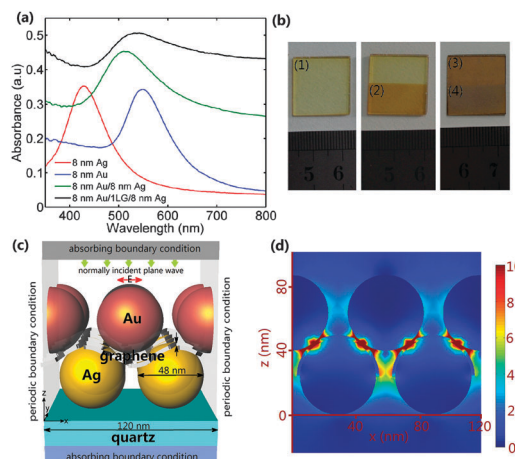 (a)
Absorbance (a.u)
0.5
0.4
0.3
0.2
0.1
0
8 nm Ag
8 nm Au
8 nm Au/8 nm Ag
8 nm Au/1LG/8 nm Ag
400 500 600 700 800
Wavelength (nm)
(b)
(1)
(2)
(3)
(4)
5 6
5 6
6 7
(c)
absorbing boundary condition
normally incident plane wave
E
periodic boundary condition
periodic boundary condition
Au
graphene
Ag
48 nm
z
y
x
120 nm
quartz
absorbing boundary condition
(d)
z (nm)
80
40
0
0 40 80 120
x (nm)
10
8
6
4
2
0